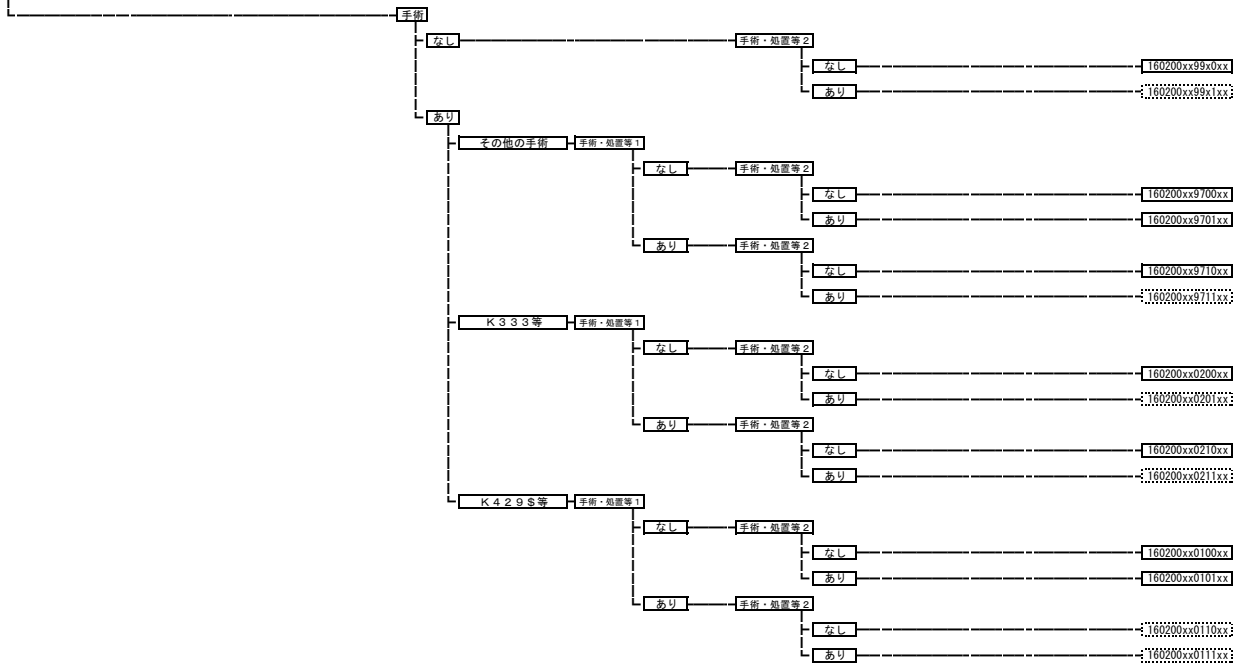 手術
なし 手術・処置等2
なし 160200xx99x0xx
あり 160200xx99x1xx
あり
その他の手術 手術・処置等1
なし 手術・処置等2
なし 160200xx9700xx
あり 160200xx9701xx
あり 手術・処置等2
なし 160200xx9710xx
あり 160200xx9711xx
K333等 手術・処置等1
なし 手術・処置等2
なし 160200xx0200xx
あり 160200xx0201xx
あり 手術・処置等2
なし 160200xx0210xx
あり 160200xx0211xx
K429$等 手術・処置等1
なし 手術・処置等2
なし 160200xx0100xx
あり 160200xx0101xx
あり 手術・処置等2
なし 160200xx0110xx
あり 160200xx0111xx